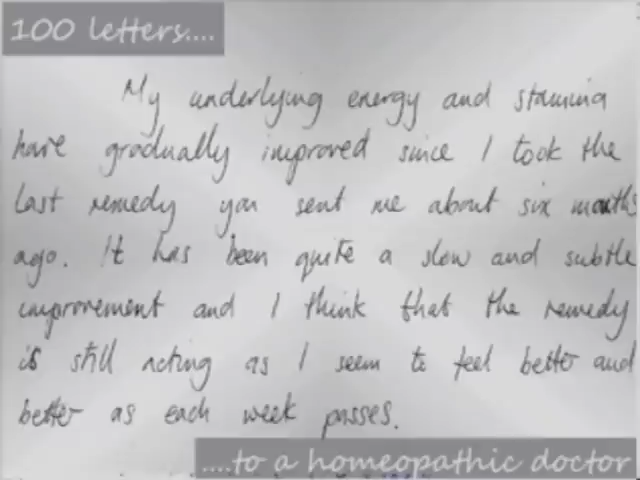 100 letters....
My underlying energy and stamina
have gradually improved since I took the
last remedy you sent me about six months
ago. It has been quite a slow and subtle
improvement and I think that the remedy
is still acting as I seem to feel better and
better as each week passes.
....to a homeopathic doctor